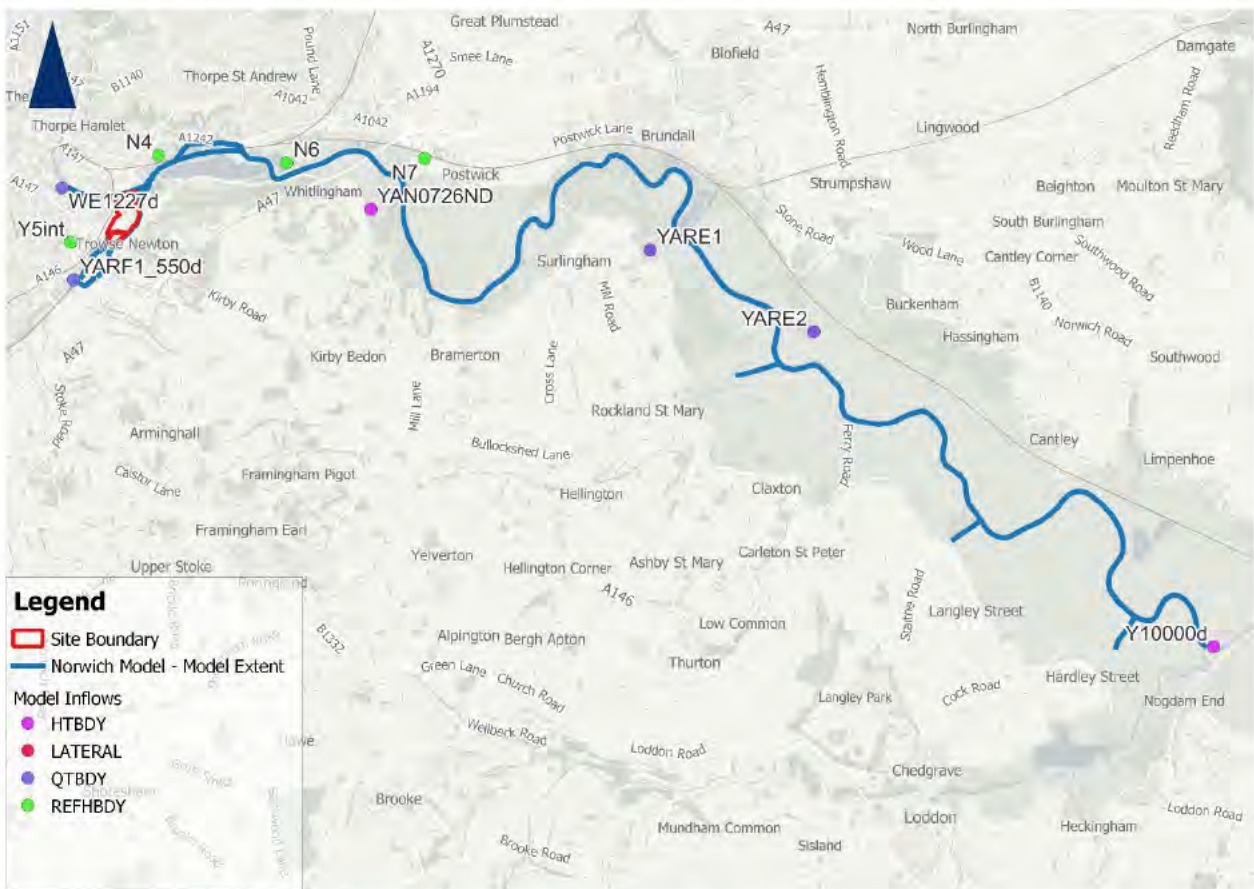 Great Plumstead
A47
North Burlingham
A1151
Pound Lane
A1270
Smee Lane
Blofield
Damgate
A47
B1140
Thorpe St Andrew
The
A1042
A1194
Hemblington Road
Reedham Road
Thorpe Hamlet
A1042
Postwick Lane
Brundall
Lingwood
N4
A1242
N6
N7
Postwick
A147
A147
WE1227d
Whitlingham
A47
YAN0726ND
Strumpshaw
Beighton
Moulton St Mary
Stone Road
South Burlingham
Y5int
Trowse Newton
YARE1
Wood Lane
Cantley Corner
Southwood Road
A146
YARF1_550d
Surlingham
Mill Road
Kirby Road
B1140
Buckenham
Norwich Road
YARE2
Hassingham
A47
Kirby Bedon
Bramerton
Cross Lane
Southwood
Stoke Road
Mill Lane
Rockland St Mary
Arminghall
Bullockshed Lane
Ferry Road
Cantley
Limpenhoe
Caistor Lane
Framingham Pigot
Hellington
Claxton
Framingham Earl
Yelverton
Hellington Corner
Ashby St Mary
Carleton St Peter
Upper Stoke
A146
Staithe Road
Langley Street
B1332
Alpington
Bergh Apton
Low Common
Y10000d
Green Lane
Church Road
Thurton
Hardley Street
Langley Park
Cock Road
Nogdam End
Wellbeck Road
Loddon Road
Chedgrave
Brooke
Mundham Common
Loddon
Heckingham
Loddon Road
Brooke Road
Sisland
Legend
Site Boundary
Norwich Model - Model Extent
Model Inflows
HTBDY
LATERAL
QTBDY
REFHBDY